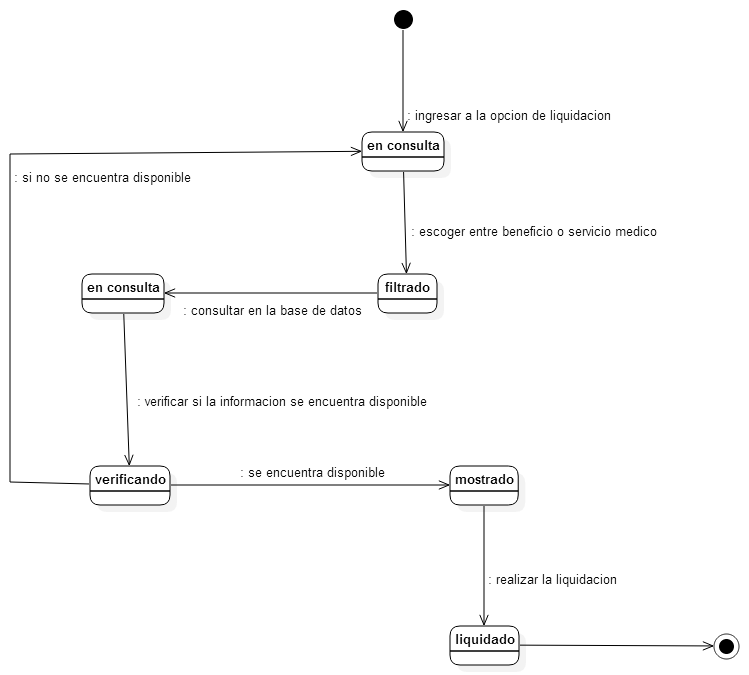 : ingresar a la opcion de liquidacion
en consulta
: si no se encuentra disponible
: escoger entre beneficio o servicio medico
en consulta
filtrado
: consultar en la base de datos
: verificar si la informacion se encuentra disponible
verificando
: se encuentra disponible
mostrado
: realizar la liquidacion
liquidado